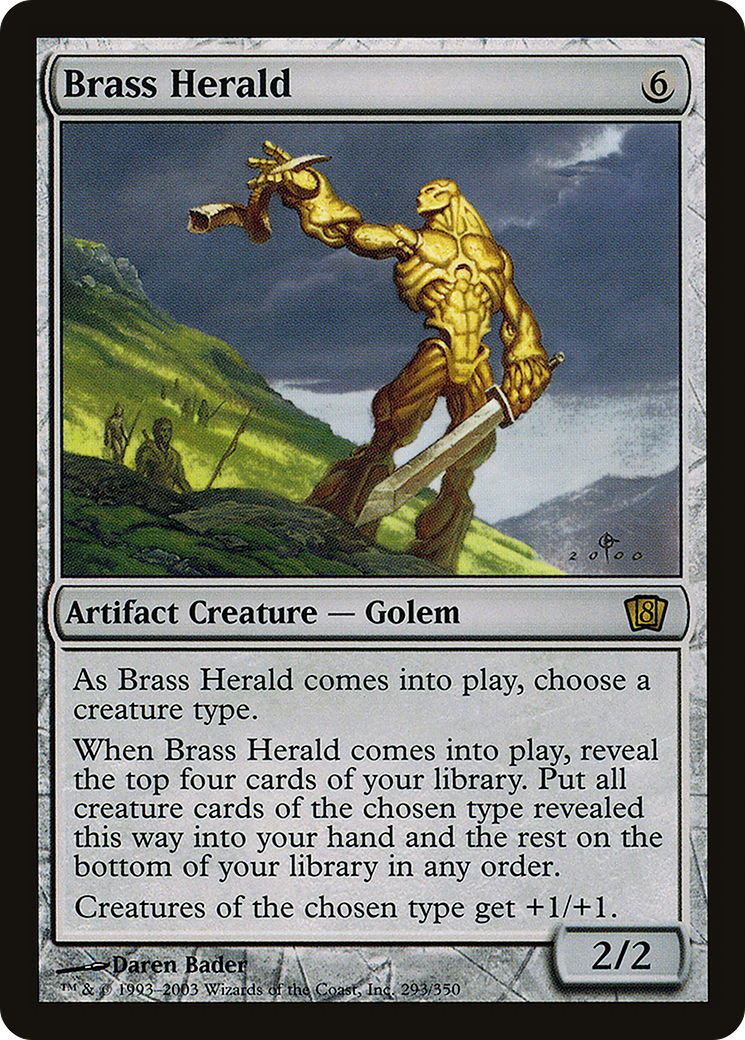 Brass Herald 6
2000
Artifact Creature — Golem 8
As Brass Herald comes into play, choose a
creature type.
When Brass Herald comes into play, reveal
the top four cards of your library. Put all
creature cards of the chosen type revealed
this way into your hand and the rest on the
bottom of your library in any order.
Creatures of the chosen type get +1/+1.
2/2
Daren Bader
™ & © 1993–2003 Wizards of the Coast, Inc. 293/350